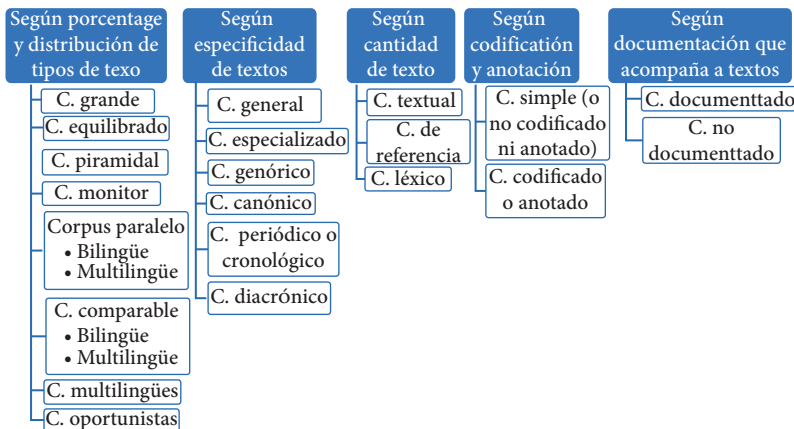 Según porcentage
y distribución de
tipos de texo
C. grande
C. equilibrado
C. piramidal
C. monitor
Corpus paralelo
• Bilingüe
• Multilingüe
C. comparable
• Bilingüe
• Multilingüe
C. multilingües
C. oportunistas
Según
especificidad
de textos
C. general
C. especializado
C. genórico
C. canónico
C. periódico o
cronológico
C. diacrónico
Según
cantidad
de texto
C. textual
C. de
referencia
C. léxico
Según
codificatión
y anotación
C. simple (o
no codificado
ni anotado)
C. codificado
o anotado
Según
documentación que
acompaña a textos
C. documenttado
C. no
documenttado